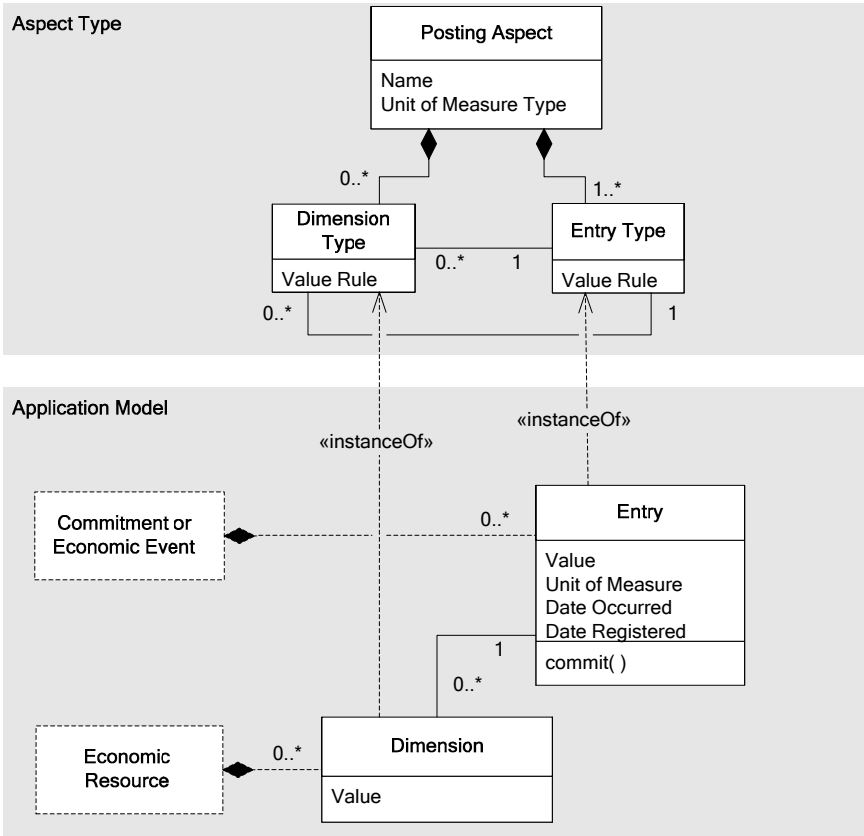 Aspect Type
Posting Aspect
Name
Unit of Measure Type
0..*
1..*
Dimension
Type
Value Rule
Entry Type
Value Rule
0..*
1
0..*
1
Application Model
«instanceOf»
«instanceOf»
Commitment or
Economic Event
0..*
Entry
Value
Unit of Measure
Date Occurred
Date Registered
commit( )
1
0..*
Economic
Resource
0..*
Dimension
Value